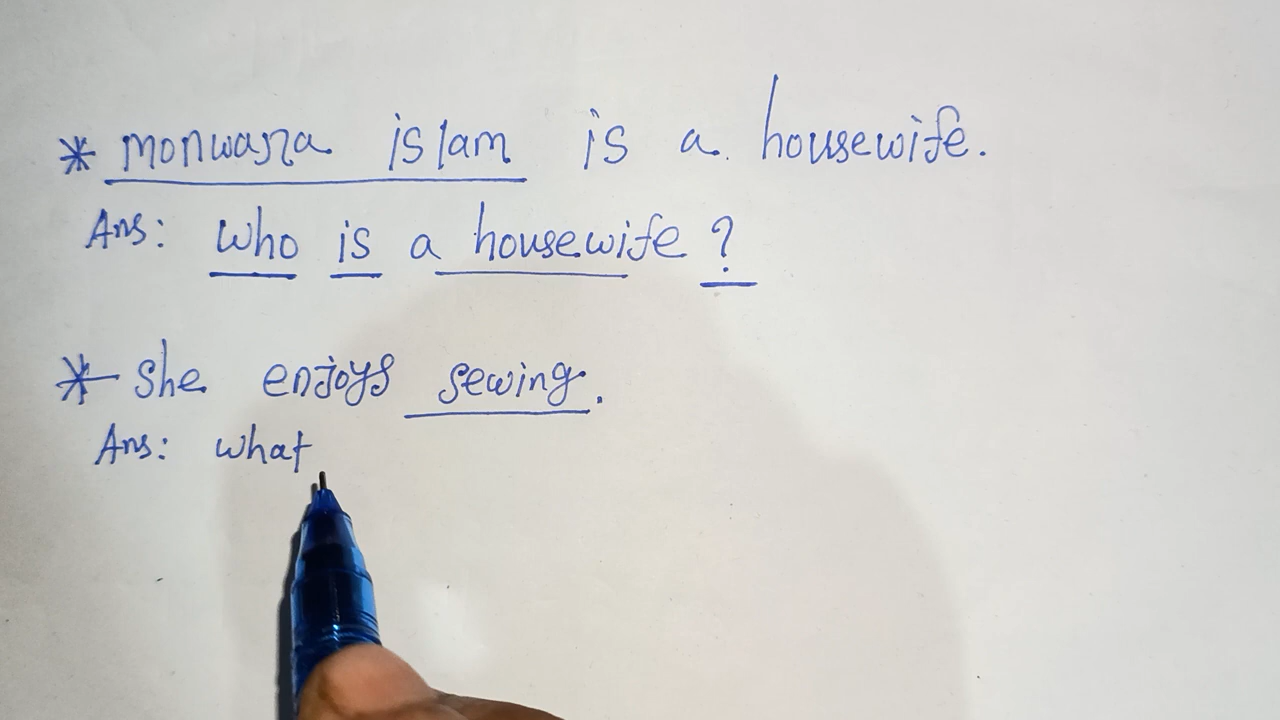 * monwara islam is a housewife.
Ans: who is a housewife ?
* she enjoys sewing.
Ans: what